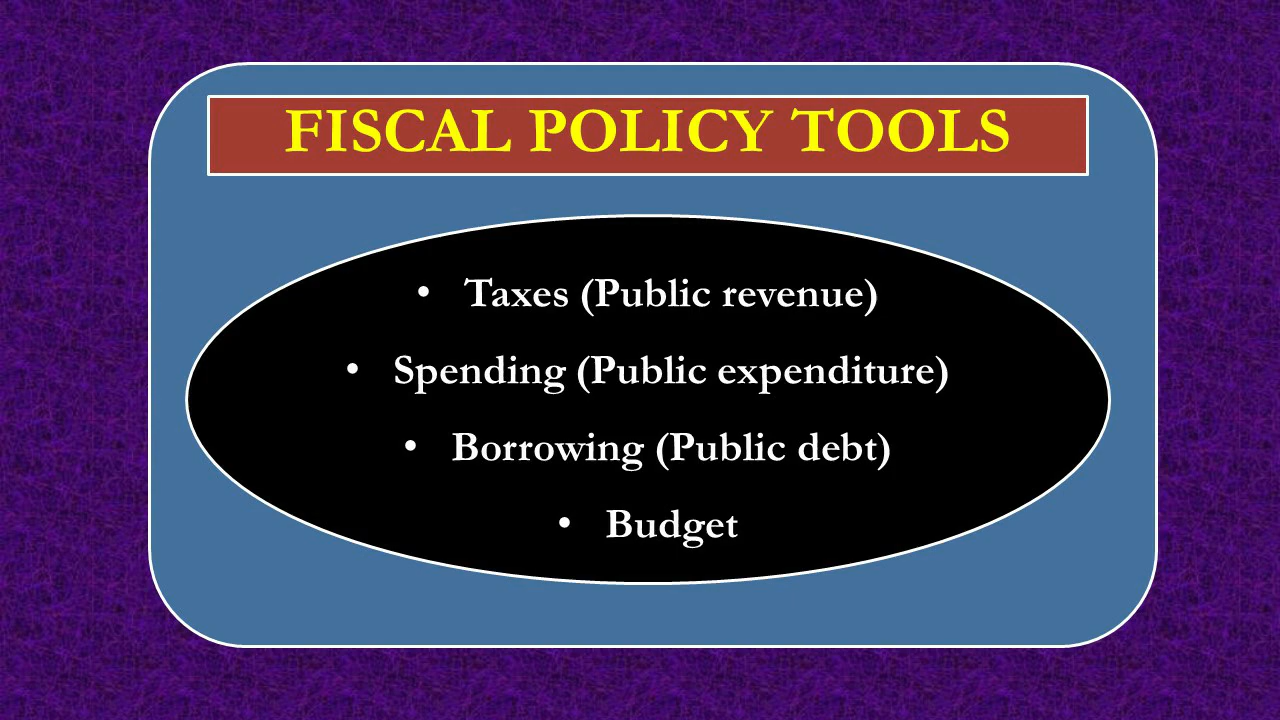 FISCAL POLICY TOOLS
• Taxes (Public revenue)
• Spending (Public expenditure)
• Borrowing (Public debt)
• Budget